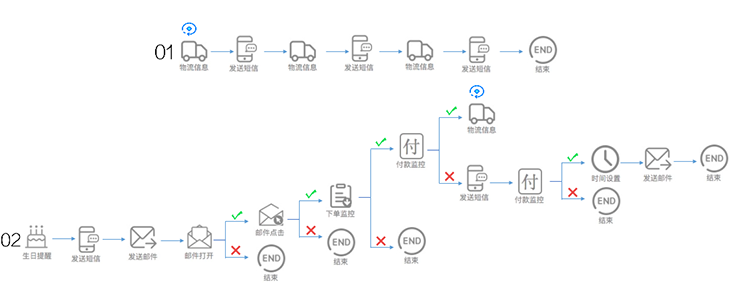 01
END
物流信息
发送短信
物流信息
发送短信
物流信息
发送短信
结束
物流信息
付
付款监控
付
END
时间设置
发送邮件
结束
发送短信
付款监控
END
结束
下单监控
邮件点击
02
END
END
生日提醒
发送短信
发送邮件
邮件打开
END
结束
结束
结束